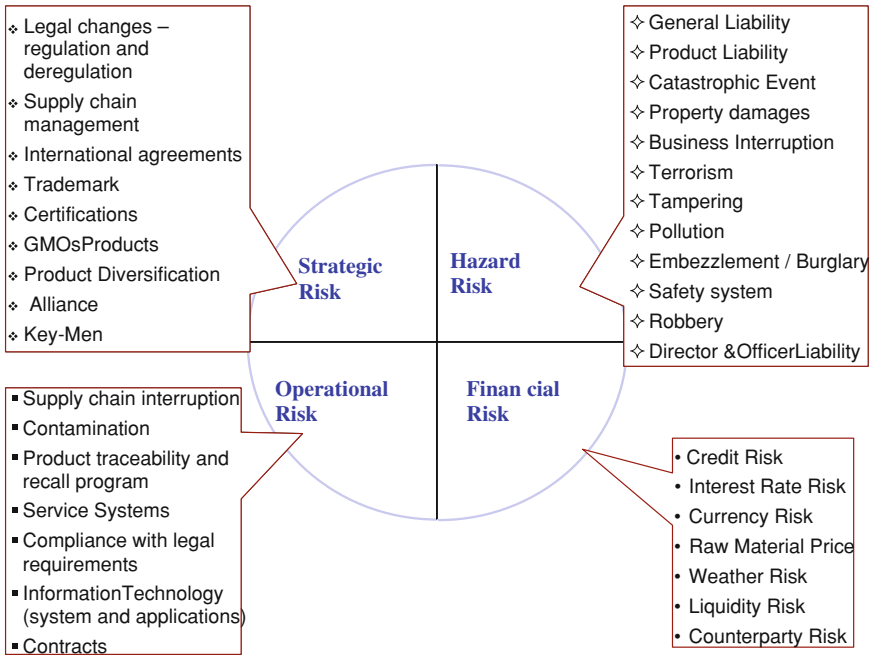 ❖ Legal changes –
regulation and
deregulation
❖ Supply chain
management
❖ International agreements
❖ Trademark
❖ Certifications
❖ GMOsProducts
❖ Product Diversification
❖ Alliance
❖ Key-Men
✧ General Liability
✧ Product Liability
✧ Catastrophic Event
✧ Property damages
✧ Business Interruption
✧ Terrorism
✧ Tampering
✧ Pollution
✧ Embezzlement / Burglary
✧ Safety system
✧ Robbery
✧ Director &OfficerLiability
Strategic
Risk
Hazard
Risk
Operational
Risk
Finan cial
Risk
▪ Supply chain interruption
▪ Contamination
▪ Product traceability and
recall program
▪ Service Systems
▪ Compliance with legal
requirements
▪ InformationTechnology
(system and applications)
▪ Contracts
• Credit Risk
• Interest Rate Risk
• Currency Risk
• Raw Material Price
• Weather Risk
• Liquidity Risk
• Counterparty Risk